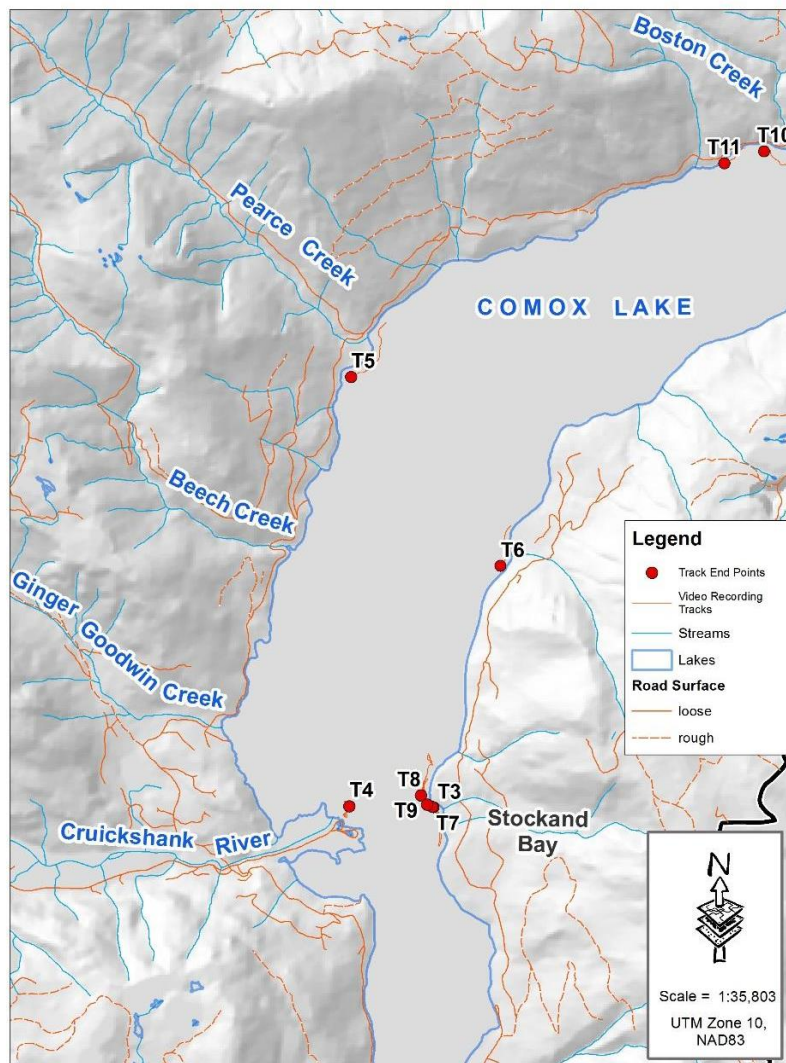 Boston Creek
T10
T11
Pearce Creek
COMOX LAKE
T5
Beech Creek
T6
Legend
Track End Points
Video Recording
Tracks
Streams
Lakes
Road Surface
loose
rough
Ginger Goodwin Creek
T8
T3
T4
T9
T7
Stockand
Bay
Cruickshank River
N
Scale = 1:35,803
UTM Zone 10,
NAD83